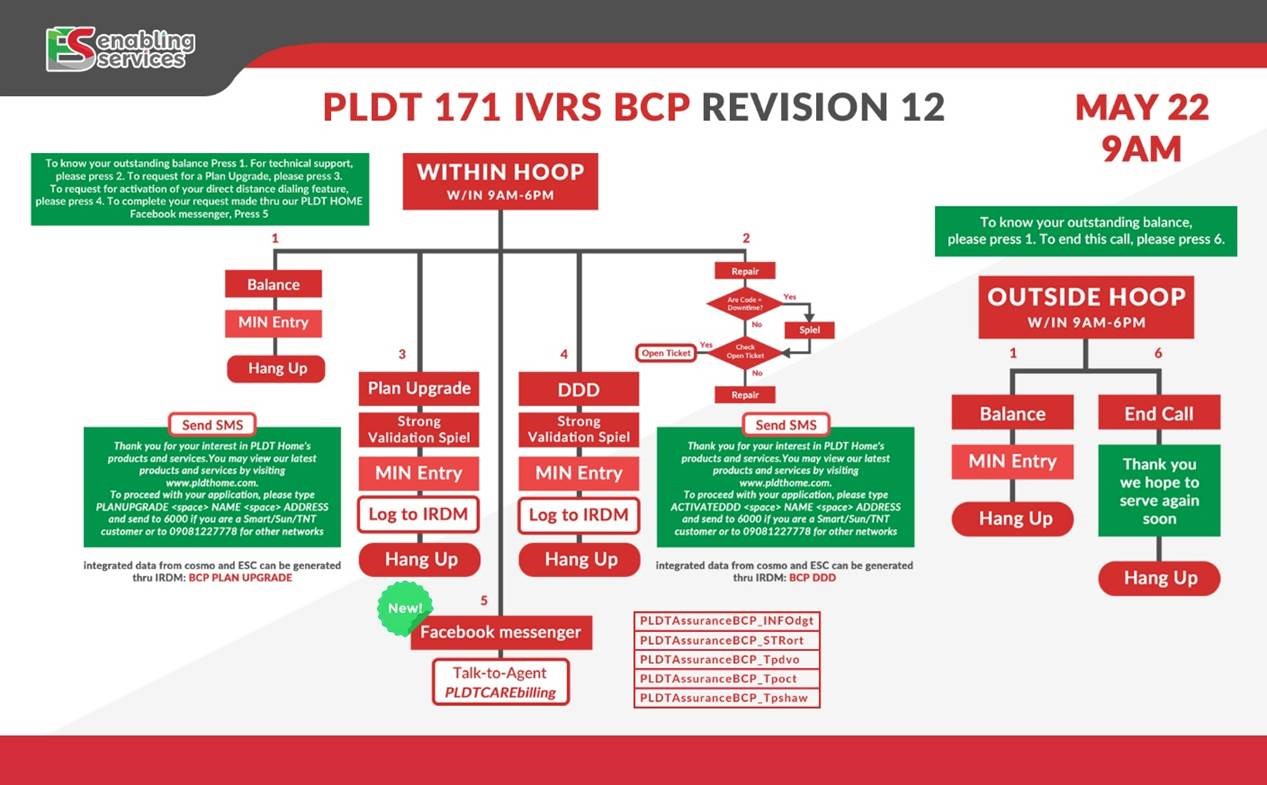 enabling
services
PLDT 171 IVRS BCP REVISION 12
MAY 22
9AM
To know your outstanding balance Press 1. For technical support,
please press 2. To request for a Plan Upgrade, please press 3.
To request for activation of your direct distance dialing feature,
please press 4. To complete your request made thru our PLDT HOME
Facebook messenger, Press 5
WITHIN HOOP
W/IN 9AM-6PM
1
Balance
MIN Entry
Hang Up
3
Plan Upgrade
Strong
Validation Spiel
MIN Entry
Log to IRDM
Hang Up
4
DDD
Strong
Validation Spiel
MIN Entry
Log to IRDM
Hang Up
2
Repair
Are Code =
Downtime?
Yes
No
Spiel
Check
Open Ticket
Yes
Open Ticket
No
Repair
Send SMS
Thank you for your interest in PLDT Home's
products and services.You may view our latest
products and services by visiting
www.pldthome.com.
To proceed with your application, please type
PLANUPGRADE <space> NAME <space> ADDRESS
and send to 6000 if you are a Smart/Sun/TNT
customer or to 09081227778 for other networks
integrated data from cosmo and ESC can be generated
thru IRDM: BCP PLAN UPGRADE
Send SMS
Thank you for your interest in PLDT Home's
products and services.You may view our latest
products and services by visiting
www.pldthome.com.
To proceed with your application, please type
ACTIVATEDDD <space> NAME <space> ADDRESS
and send to 6000 if you are a Smart/Sun/TNT
customer or to 09081227778 for other networks
integrated data from cosmo and ESC can be generated
thru IRDM: BCP DDD
New!
5
Facebook messenger
Talk-to-Agent
PLDTCAREbilling
PLDTAssuranceBCP_INFOdgt
PLDTAssuranceBCP_STRort
PLDTAssuranceBCP_Tpdvo
PLDTAssuranceBCP_Tpoct
PLDTAssuranceBCP_Tpshaw
To know your outstanding balance,
please press 1. To end this call, please press 6.
OUTSIDE HOOP
W/IN 9AM-6PM
1
Balance
MIN Entry
Hang Up
6
End Call
Thank you
we hope to
serve again
soon
Hang Up